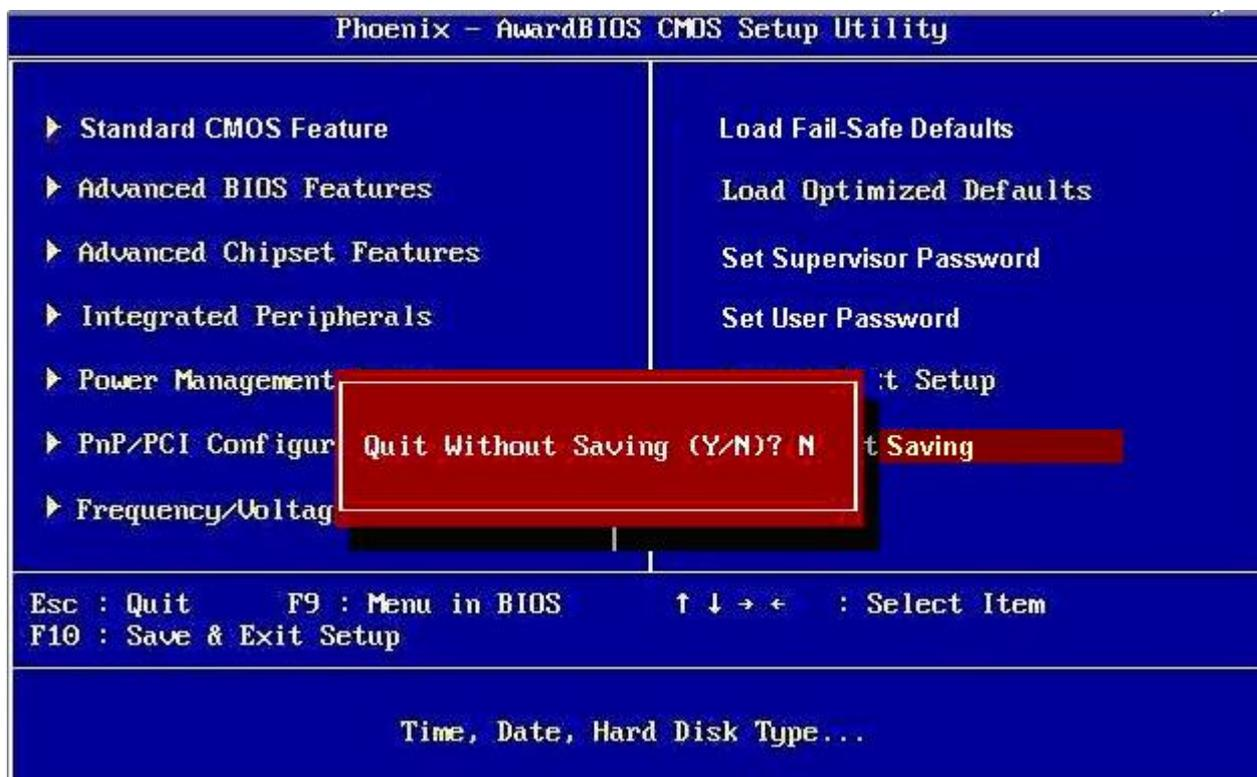 Phoenix - AwardBIOS CMOS Setup Utility
Standard CMOS Feature
Advanced BIOS Features
Advanced Chipset Features
Integrated Peripherals
Power Management
PnP/PCI Configur
Frequency/Voltag
Load Fail-Safe Defaults
Load Optimized Defaults
Set Supervisor Password
Set User Password
t Setup
t Saving
Quit Without Saving (Y/N)? N
Esc : Quit F9 : Menu in BIOS ↑ ↓ → ← : Select Item
F10 : Save & Exit Setup
Time, Date, Hard Disk Type...